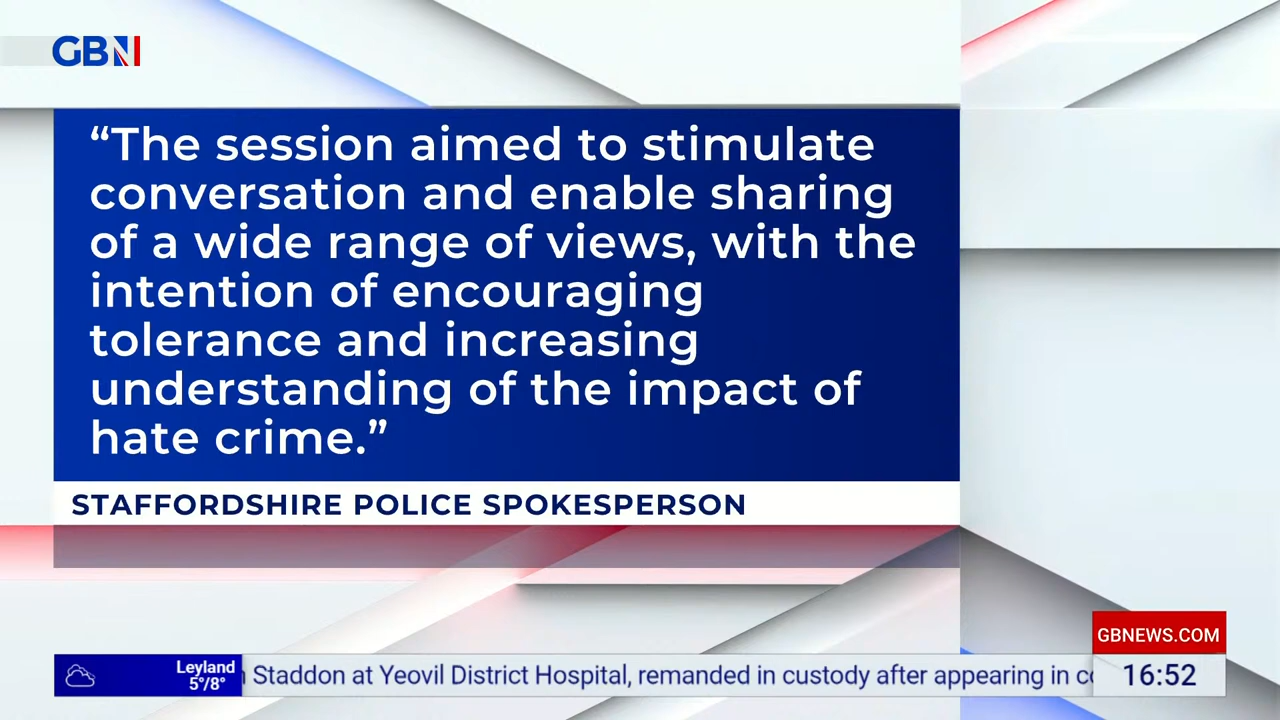 GBN
“The session aimed to stimulate
conversation and enable sharing
of a wide range of views, with the
intention of encouraging
tolerance and increasing
understanding of the impact of
hate crime.”
STAFFORDSHIRE POLICE SPOKESPERSON
GBNEWS.COM
Leyland
5°/8°
Staddon at Yeovil District Hospital, remanded in custody after appearing in
16:52